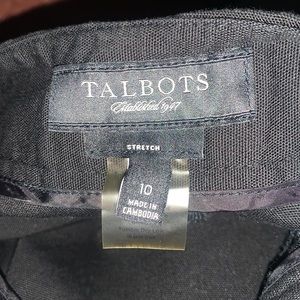 TALBOTS
Established 1947
STRETCH
10
MADE IN
CAMBODIA